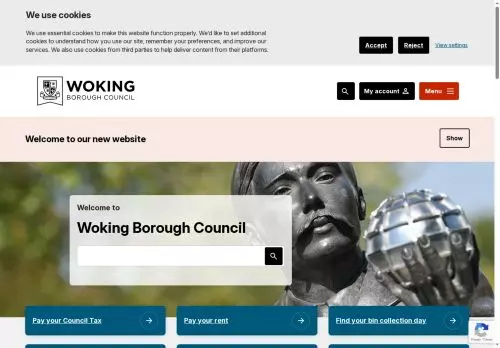 We use cookies
We use essential cookies to make this website function properly. We'd like to set additional
cookies to understand how you use our site, remember your preferences, and improve our
services. We also use cookies from third parties to help deliver content from their platforms.
Accept
Reject
View settings
WOKING
BOROUGH COUNCIL
My account
Menu
Welcome to our new website
Show
Welcome to
Woking Borough Council
Pay your Council Tax
Pay your rent
Find your bin collection day
Privacy - Terms